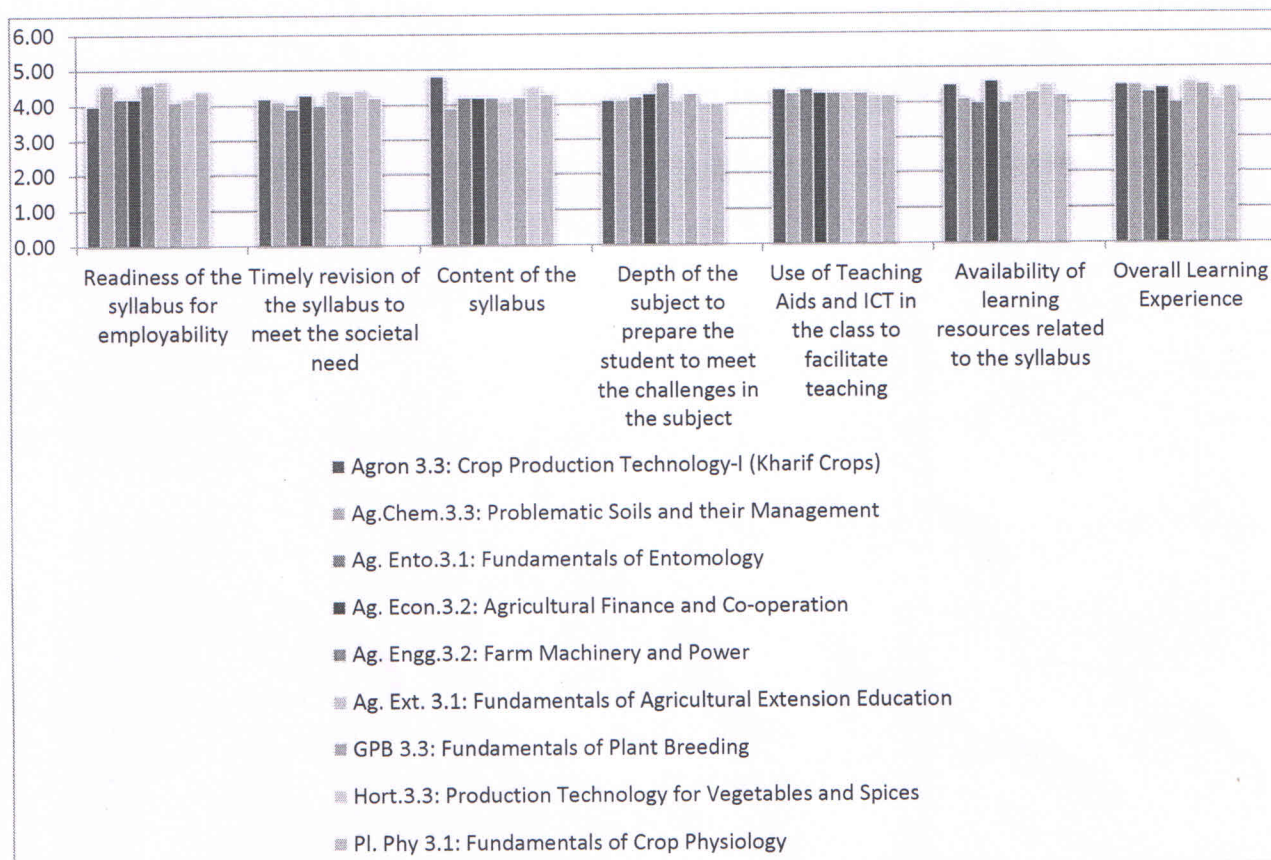 6.00
5.00
4.00
3.00
2.00
1.00
0.00
Readiness of the
syllabus for
employability
Timely revision of
the syllabus to
meet the societal
need
Content of the
syllabus
Depth of the
subject to
prepare the
student to meet
the challenges in
the subject
Use of Teaching
Aids and ICT in
the class to
facilitate
teaching
Availability of
learning
resources related
to the syllabus
Overall Learning
Experience
Agron 3.3: Crop Production Technology-I (Kharif Crops)
Ag.Chem.3.3: Problematic Soils and their Management
Ag. Ento.3.1: Fundamentals of Entomology
Ag. Econ.3.2: Agricultural Finance and Co-operation
Ag. Engg.3.2: Farm Machinery and Power
Ag. Ext. 3.1: Fundamentals of Agricultural Extension Education
GPB 3.3: Fundamentals of Plant Breeding
Hort.3.3: Production Technology for Vegetables and Spices
Pl. Phy 3.1: Fundamentals of Crop Physiology